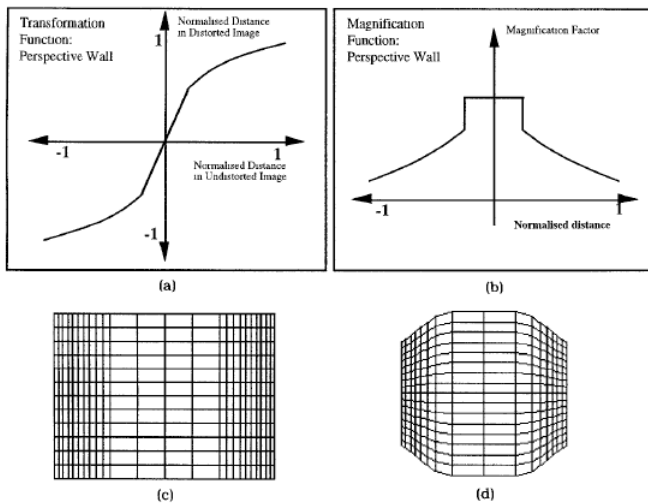 Transformation
Function:
Perspective Wall
Normalised Distance
in Distorted Image
1
-1
1
Normalised Distance
in Undistorted Image
-1
(a)
Magnification
Function:
Perspective Wall
Magnification Factor
-1
1
Normalised distance
(b)
(c)
(d)